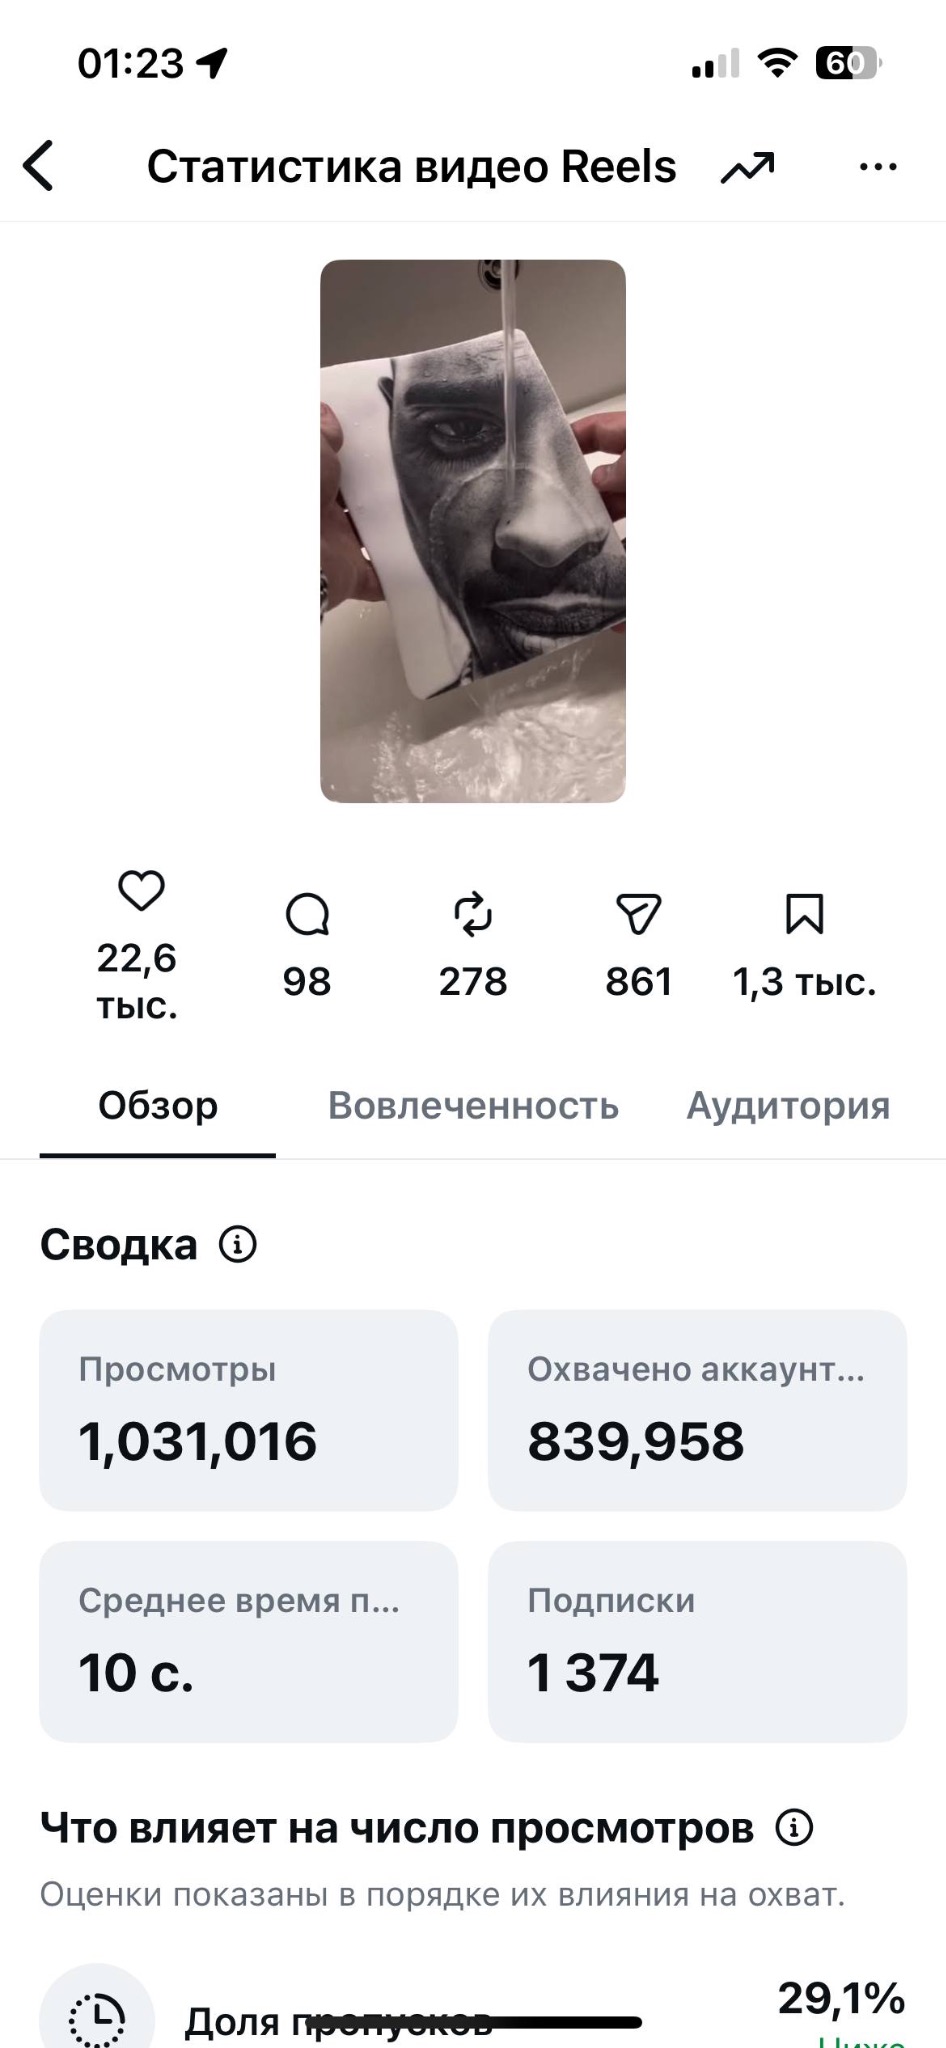 01:23
60
Статистика видео Reels
22,6
тыс.
98
278
861
1,3 тыс.
Обзор
Вовлеченность
Аудитория
Сводка
Просмотры
Охвачено аккаунт...
1,031,016
839,958
Среднее время п...
Подписки
10 с.
1 374
Что влияет на число просмотров
Оценки показаны в порядке их влияния на охват.
29,1%
Доля пропусков
Ниже